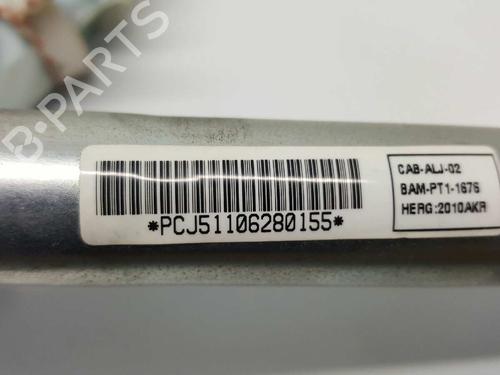 B-PARTS
*PCJ51106280155*
CAB-ALJ-02
BAM-PT1-1676
HERG:2010AKR